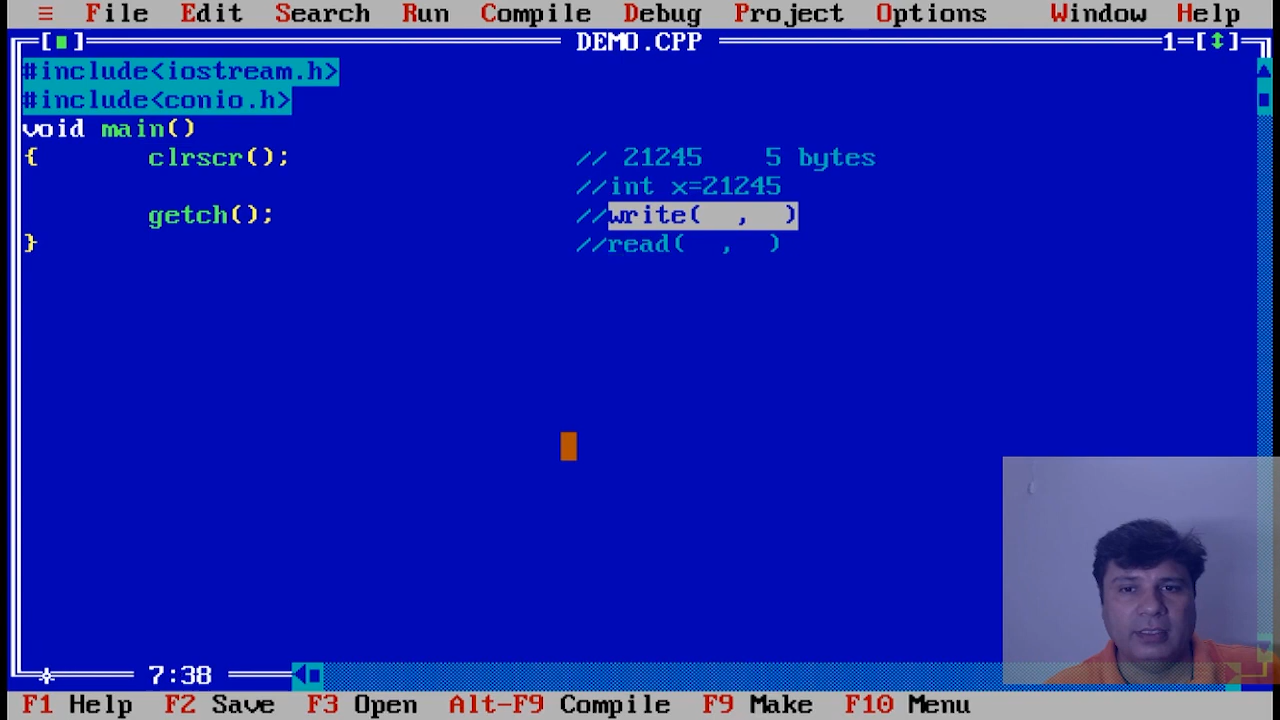 ≡ File Edit Search Run Compile Debug Project Options Window Help
[■] DEMO.CPP 1=[↕]
#include<iostream.h>
#include<conio.h>
void main()
{ clrscr(); // 21245 5 bytes
//int x=21245
getch(); //write( , )
} //read( , )
7:38
F1 Help F2 Save F3 Open Alt-F9 Compile F9 Make F10 Menu